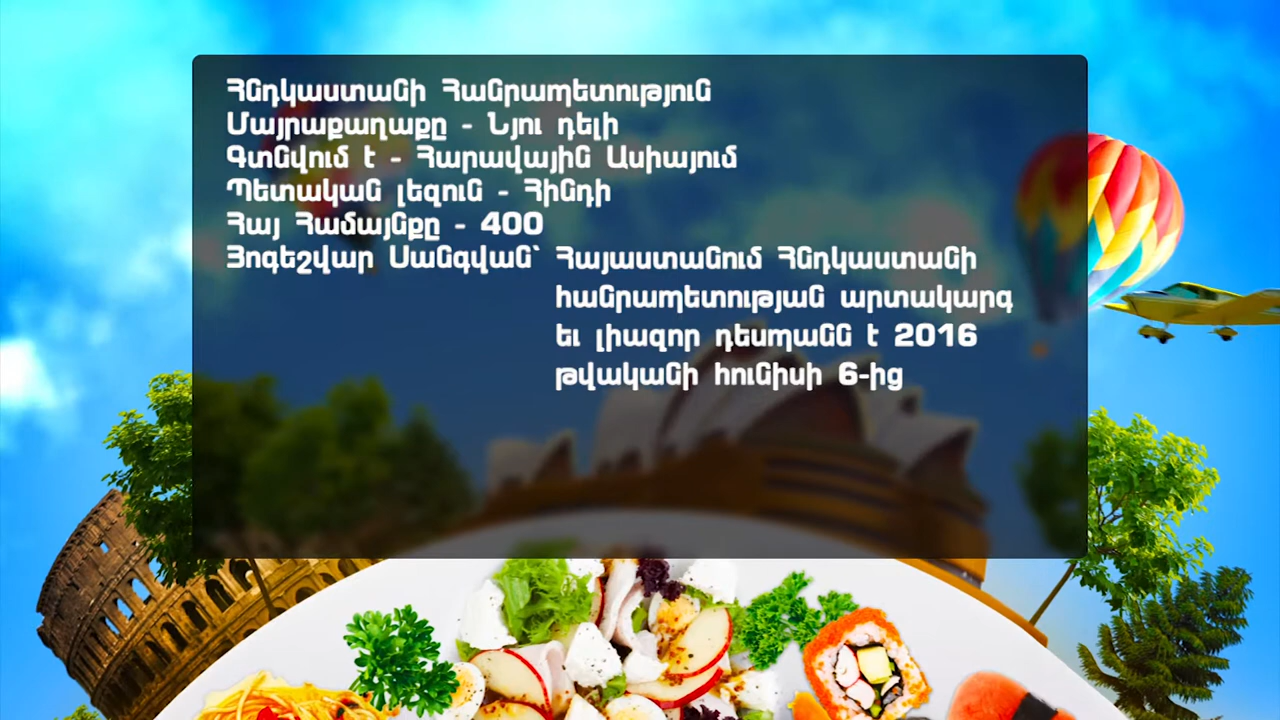 Հնդկաստանի Հանրապետություն
Մայրաքաղաքը - Նյու դելի
Գտնվում է - Հարավային Ասիայում
Պետական լեզուն - Հինդի
Հայ Համայնքը - 400
Յոգեշվար Սանգվան՝ Հայաստանում Հնդկաստանի
հանրապետության արտակարգ
եւ լիազոր դեսպանն է 2016
թվականի հունիսի 6-ից